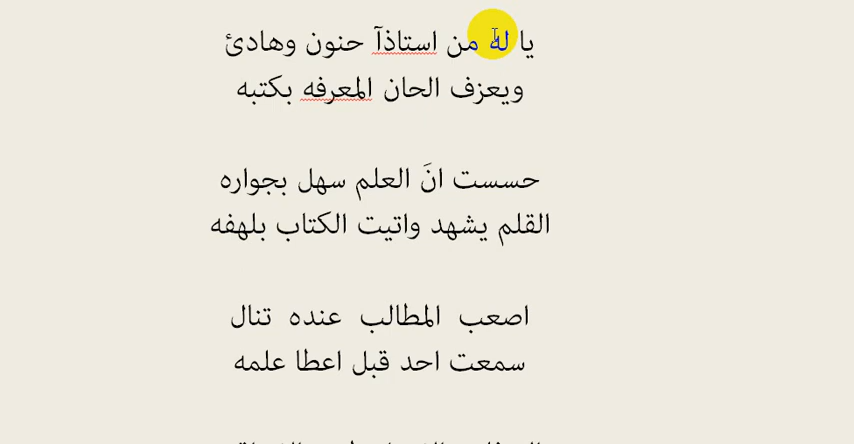 يا له من استاذآ حنون وهادئ
ويعزف الحان المعرفه بكتبه
حسست انَ العلم سهل بجواره
القلم يشهد واتيت الكتاب بلهفه
اصعب المطالب عنده تنال
سمعت احد قبل اعطا علمه